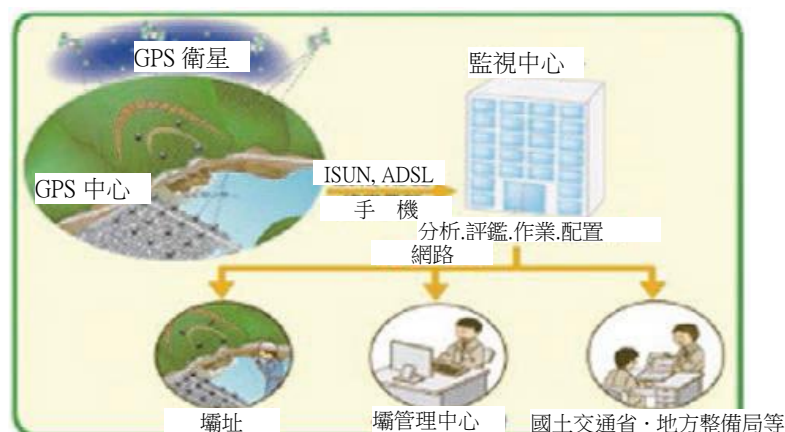 GPS 衛星
監視中心
GPS 中心
ISUN, ADSL
手 機
分析.評鑑.作業.配置
網路
壩址
壩管理中心
國土交通省·地方整備局等